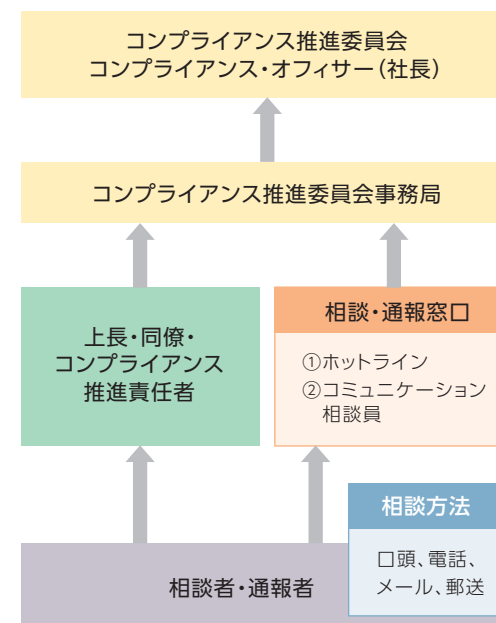 コンプライアンス推進委員会
コンプライアンス・オフィサー（社長）
コンプライアンス推進委員会事務局
上長・同僚・
コンプライアンス
推進責任者
相談・通報窓口
①ホットライン
②コミュニケーション
相談員
相談方法
口頭、電話、
メール、郵送
相談者・通報者